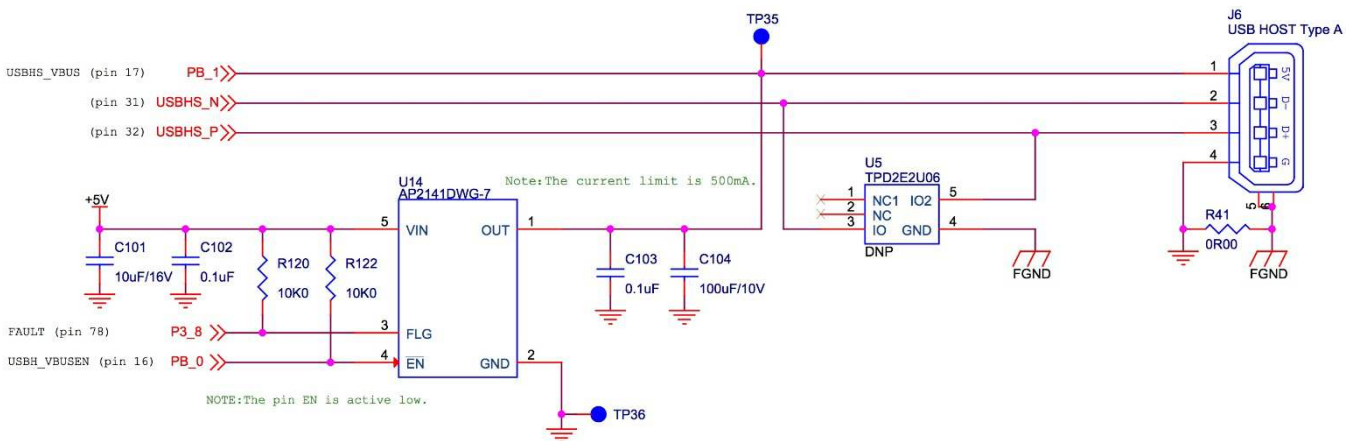 TP35
J6
USB HOST Type A
USBHS_VBUS (pin 17) PB_1 1 5V
(pin 31) USBHS_N 2 D-
(pin 32) USBHS_P 3 D+
4 G
5 6
U5
TPD2E2U06
1 NC1 IO2 5
2 NC
3 IO GND 4
DNP
FGND
R41
0R00
FGND
Note:The current limit is 500mA.
U14
AP2141DWG-7
+5V
5 VIN OUT 1
C101
10uF/16V
C102
0.1uF
R120
10K0
R122
10K0
C103
0.1uF
C104
100uF/10V
FAULT (pin 78) P3_8 3 FLG
USBH_VBUSEN (pin 16) PB_0 4 EN GND 2
NOTE:The pin EN is active low.
TP36